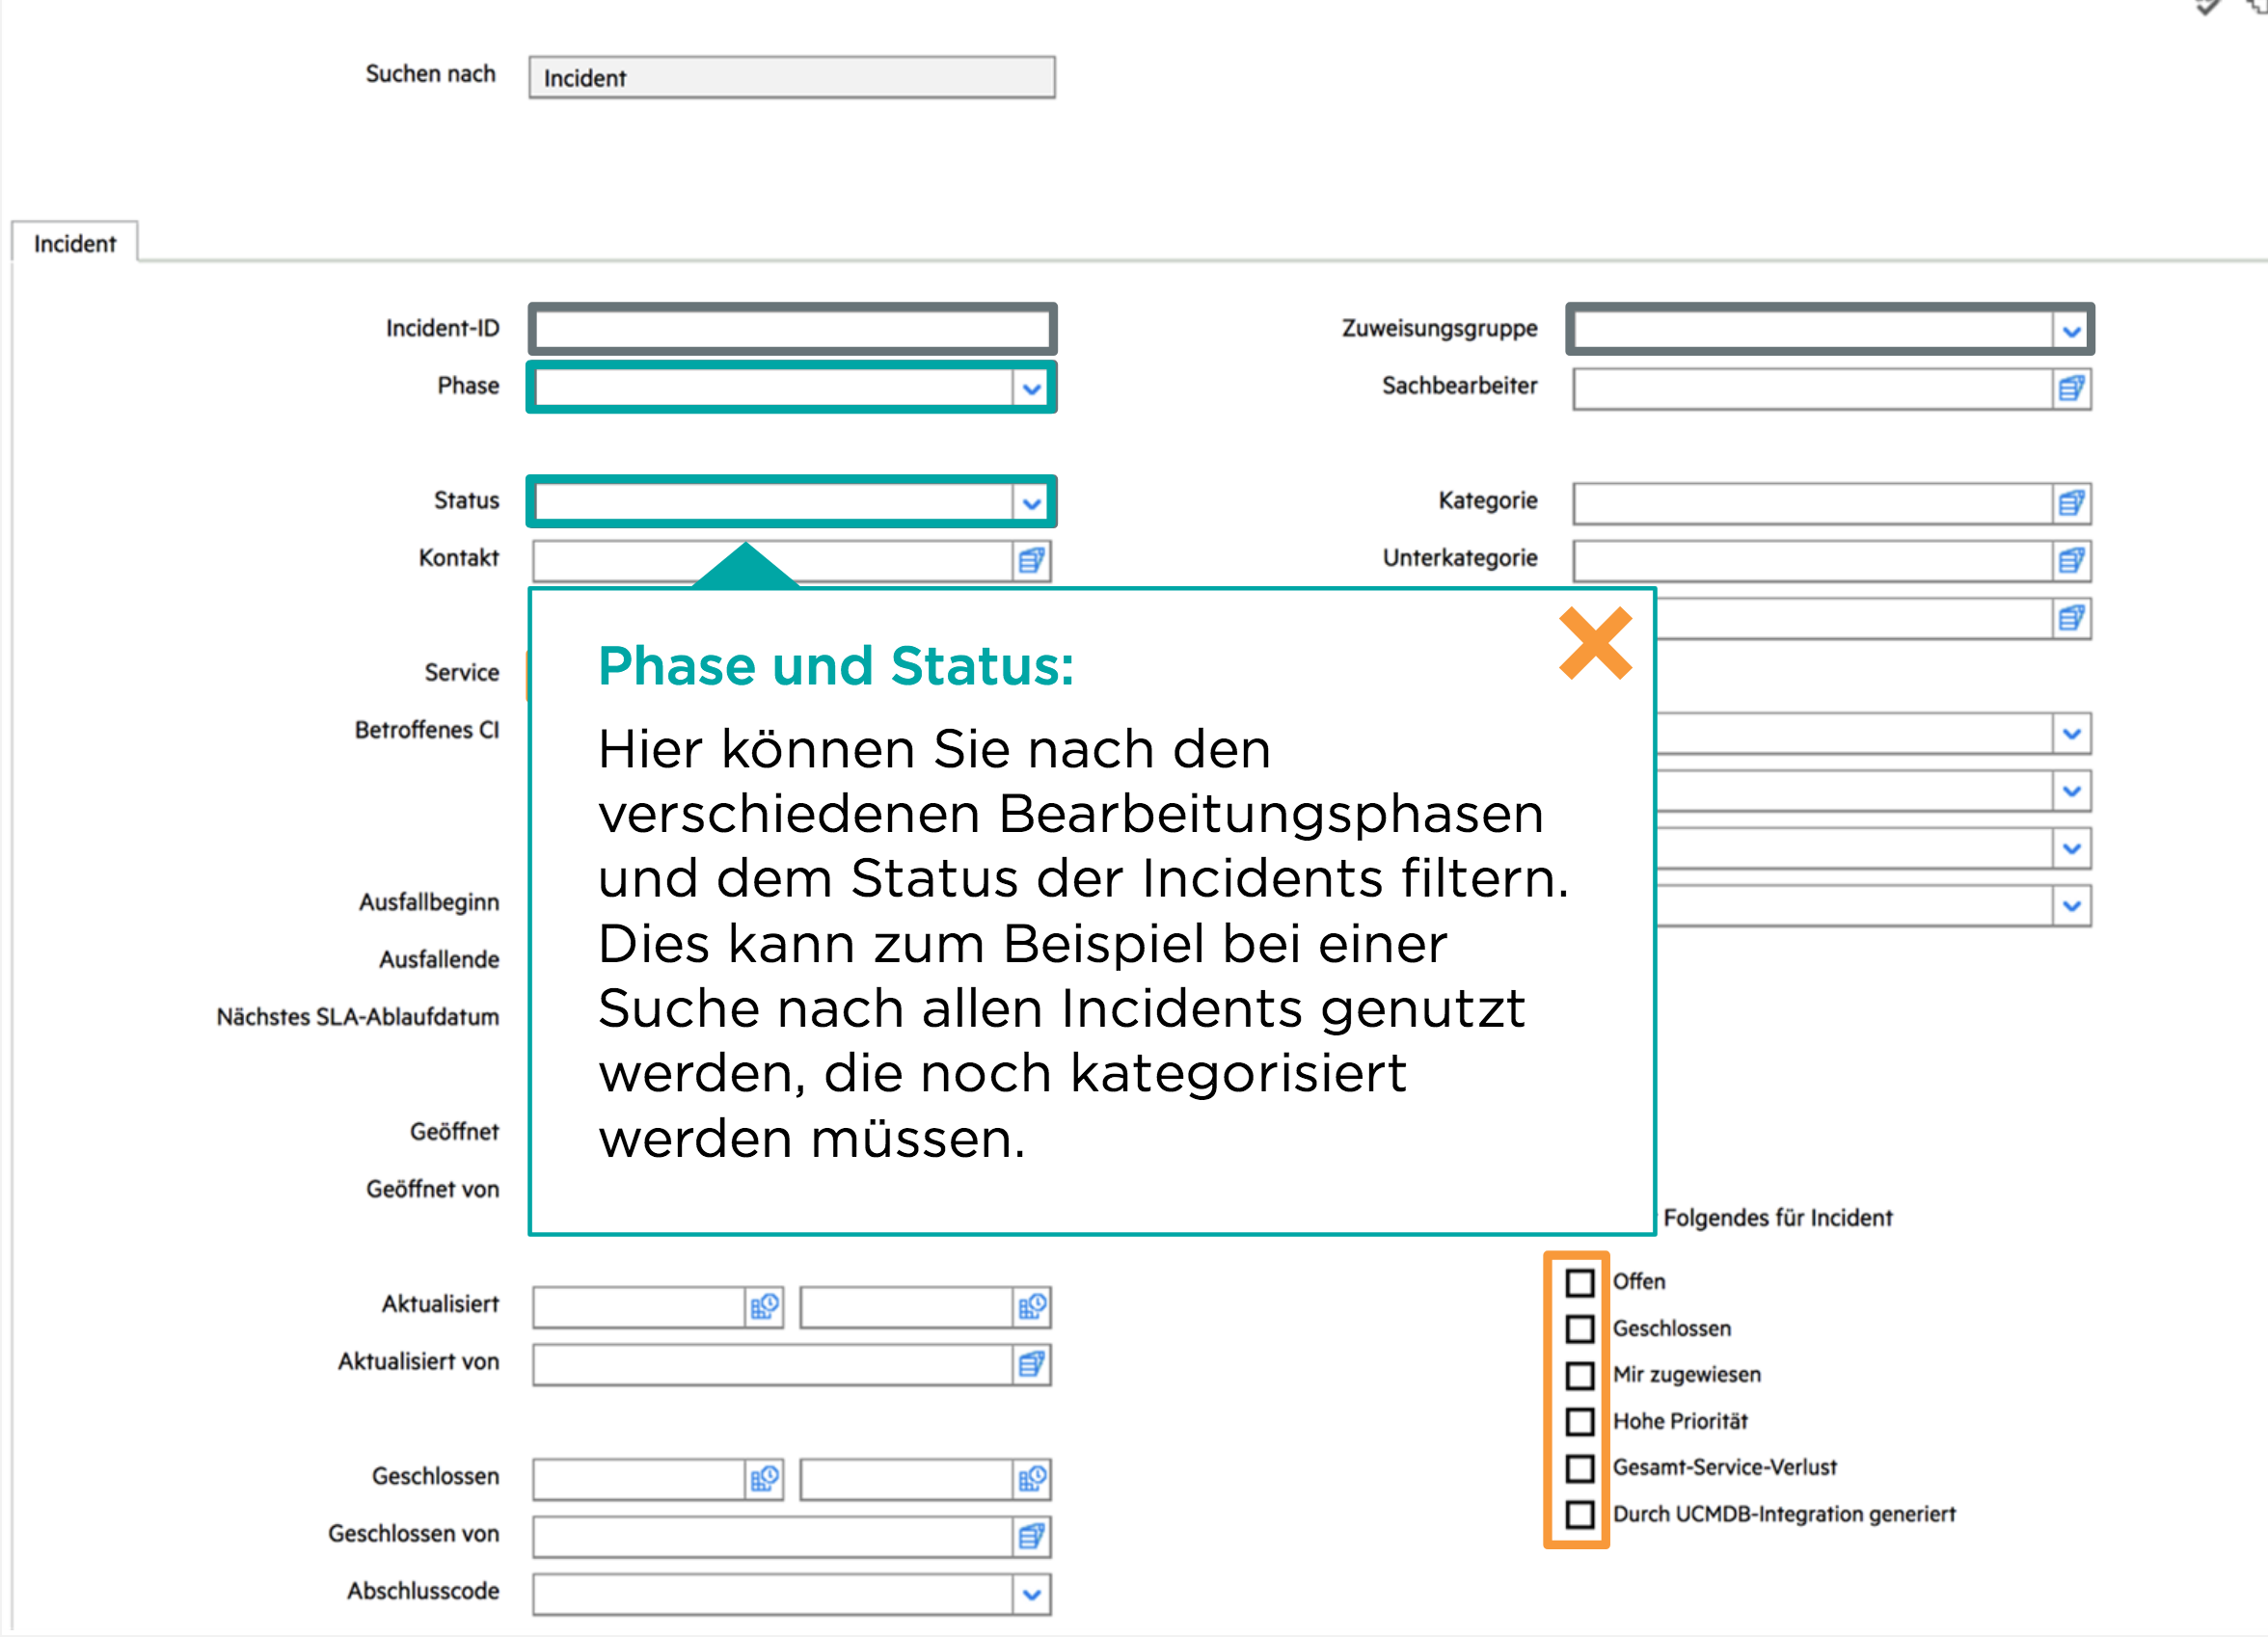 Suchen nach
Incident
Incident
Incident-ID
Zuweisungsgruppe
Phase
Sachbearbeiter
Status
Kategorie
Kontakt
Unterkategorie
Service
Betroffenes CI
Ausfallbeginn
Ausfallende
Nächstes SLA-Ablaufdatum
Geöffnet
Geöffnet von
Phase und Status:
Hier können Sie nach den
verschiedenen Bearbeitungsphasen
und dem Status der Incidents filtern.
Dies kann zum Beispiel bei einer
Suche nach allen Incidents genutzt
werden, die noch kategorisiert
werden müssen.
Folgendes für Incident
Offen
Geschlossen
Mir zugewiesen
Hohe Priorität
Gesamt-Service-Verlust
Durch UCMDB-Integration generiert
Aktualisiert
Aktualisiert von
Geschlossen
Geschlossen von
Abschlusscode